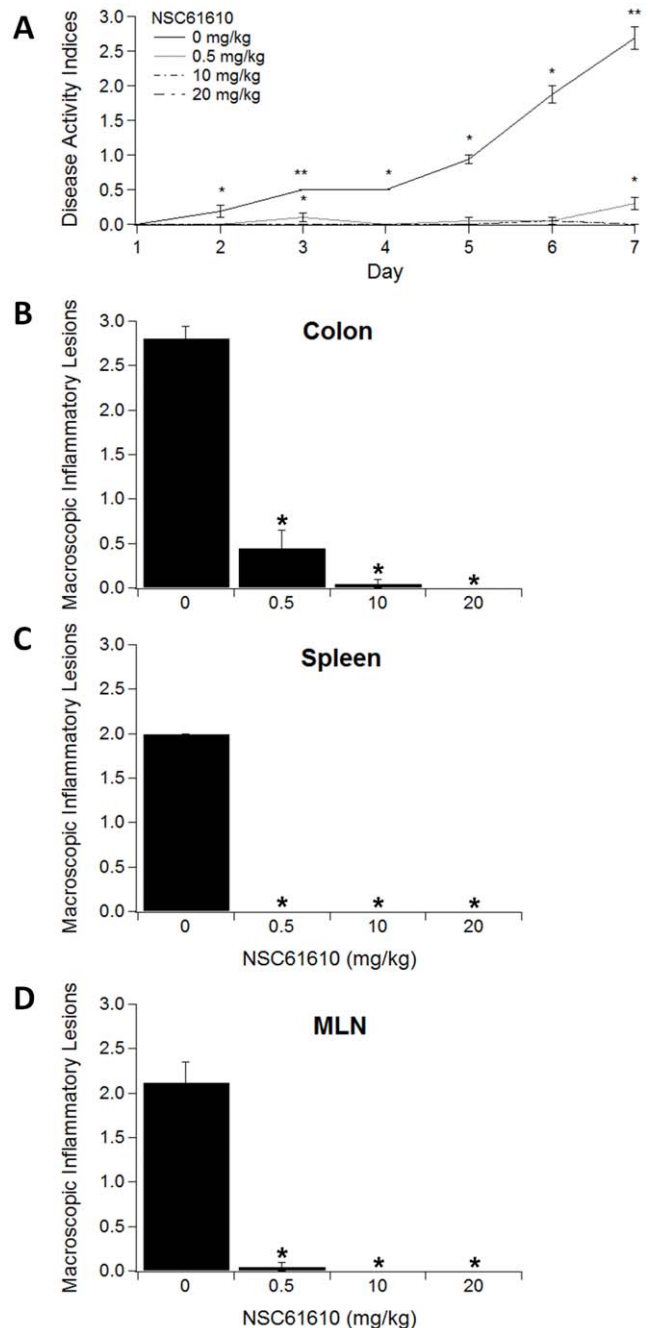 A
Disease Activity Indices
3.0
2.5
2.0
1.5
1.0
0.5
0.0
NSC61610
0 mg/kg
0.5 mg/kg
10 mg/kg
20 mg/kg
*
**
*
*
*
*
**
*
1 2 3 4 5 6 7
Day
B
Macroscopic Inflammatory Lesions
Colon
3.0
2.5
2.0
1.5
1.0
0.5
0.0
* * *
0 0.5 10 20
C
Macroscopic Inflammatory Lesions
Spleen
3.0
2.5
2.0
1.5
1.0
0.5
0.0
* * *
0 0.5 10 20
NSC61610 (mg/kg)
D
Macroscopic Inflammatory Lesions
MLN
3.0
2.5
2.0
1.5
1.0
0.5
0.0
* * *
0 0.5 10 20
NSC61610 (mg/kg)